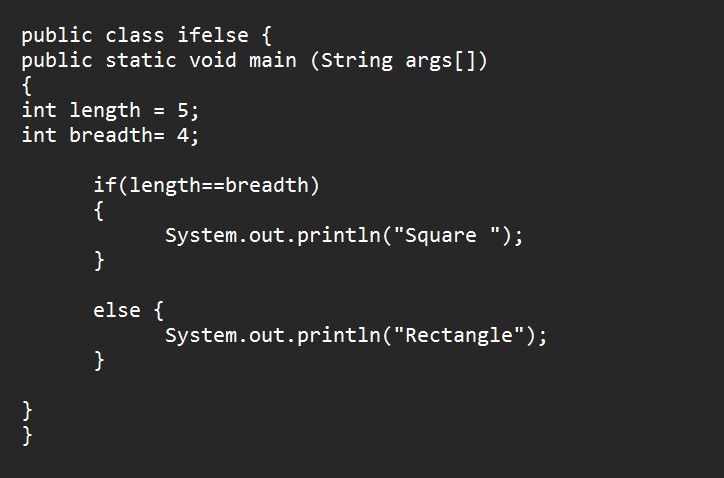 public class ifelse {
public static void main (String args[])
{
int length = 5;
int breadth= 4;
if(length==breadth)
{
System.out.println("Square ");
}
else {
System.out.println("Rectangle");
}
}
}